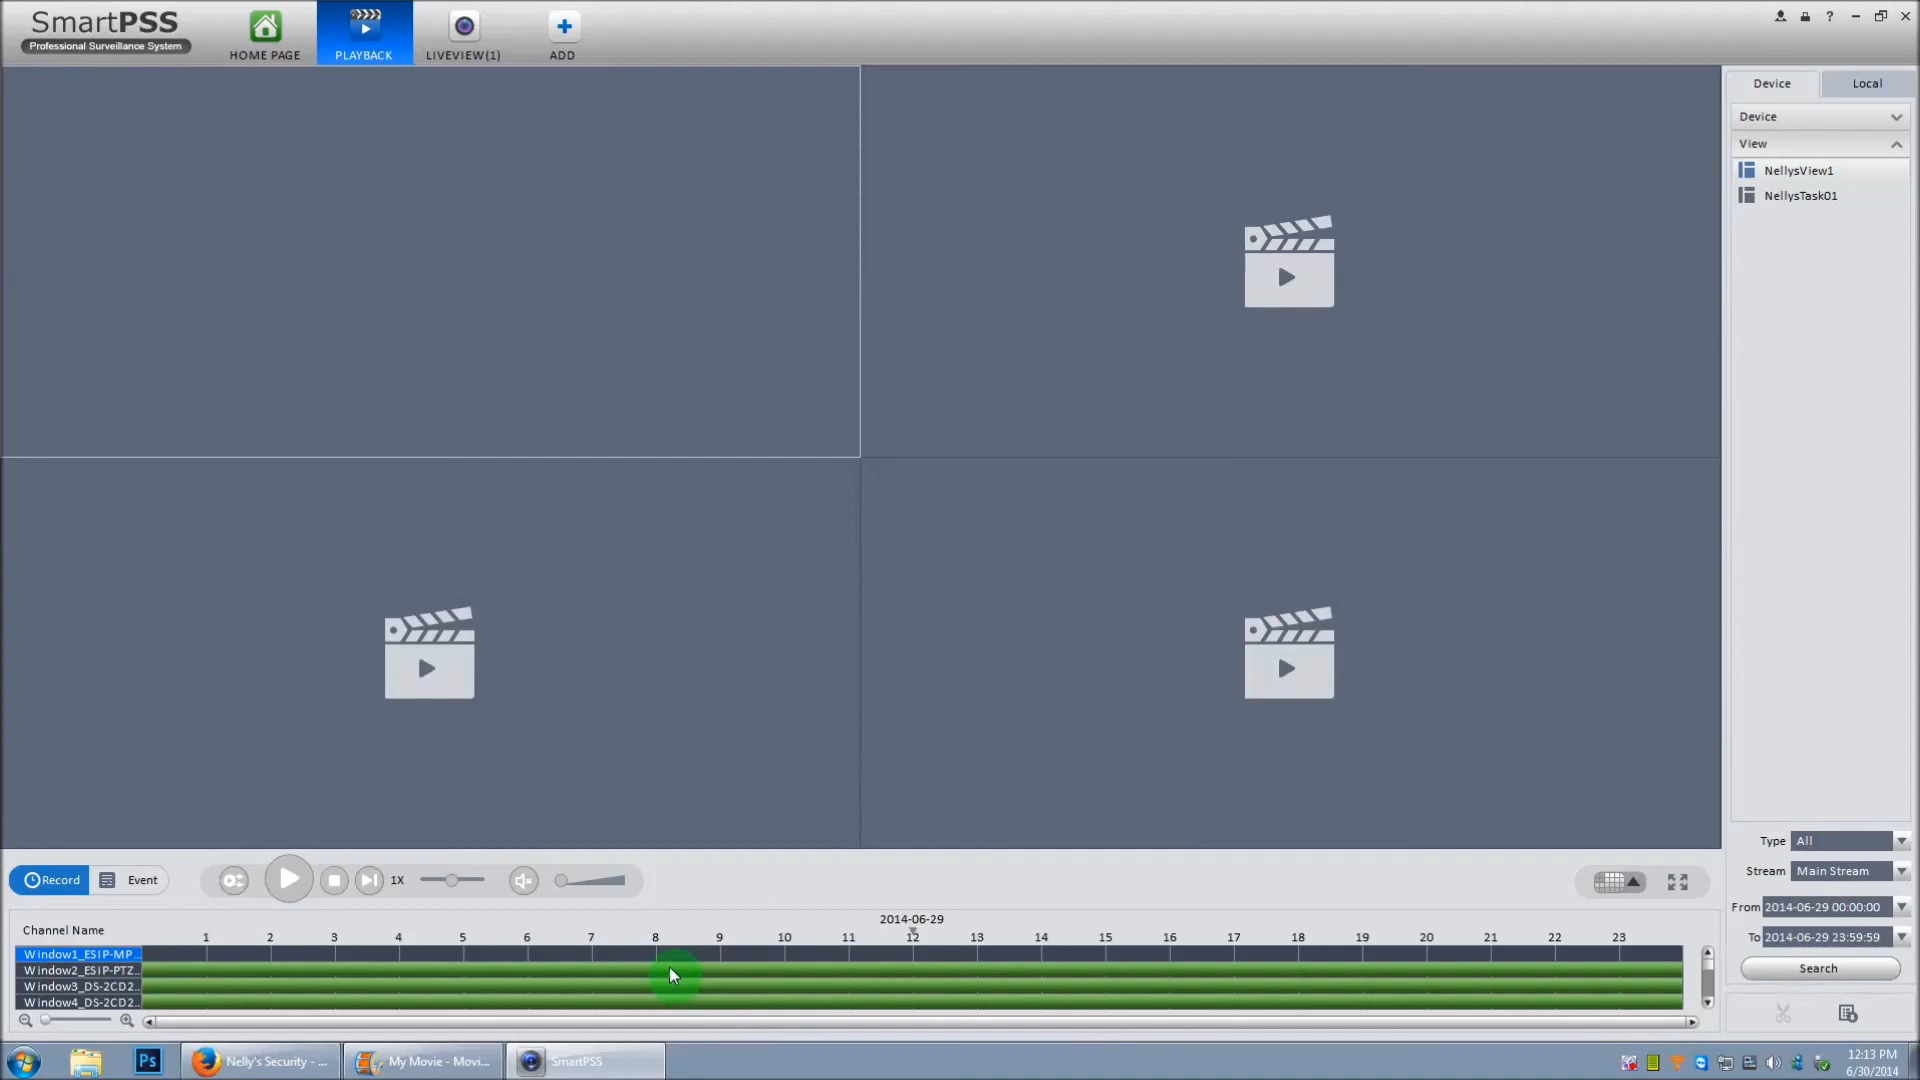 SmartPSS
Professional Surveillance System
HOME PAGE
PLAYBACK
LIVEVIEW(1)
ADD
Device
Local
Device
View
NellysView1
NellysTask01
Type All
Stream Main Stream
From 2014-06-29 00:00:00
To 2014-06-29 23:59:59
Search
Record
Event
1X
2014-06-29
Channel Name
1 2 3 4 5 6 7 8 9 10 11 12 13 14 15 16 17 18 19 20 21 22 23
Window1_ESIP-MP...
Window2_ESIP-PTZ...
Window3_DS-2CD2...
Window4_DS-2CD2...
Ps
Nelly's Security - ...
My Movie - Movi...
SmartPSS
12:13 PM
6/30/2014